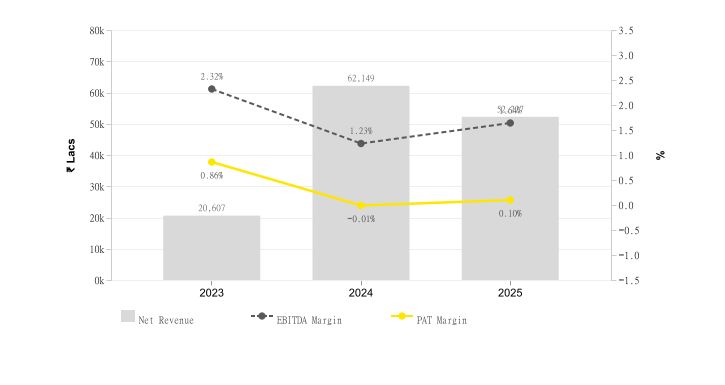 80k
70k
60k
50k
40k
30k
20k
10k
0k
₹ Lacs
3.5
3.0
2.5
2.0
1.5
1.0
0.5
0.0
−0.5
−1.0
−1.5
%
2.32%
62,149
1.23%
0.86%
20,607
−0.01%
0.10%
2023
2024
2025
Net Revenue
EBITDA Margin
PAT Margin